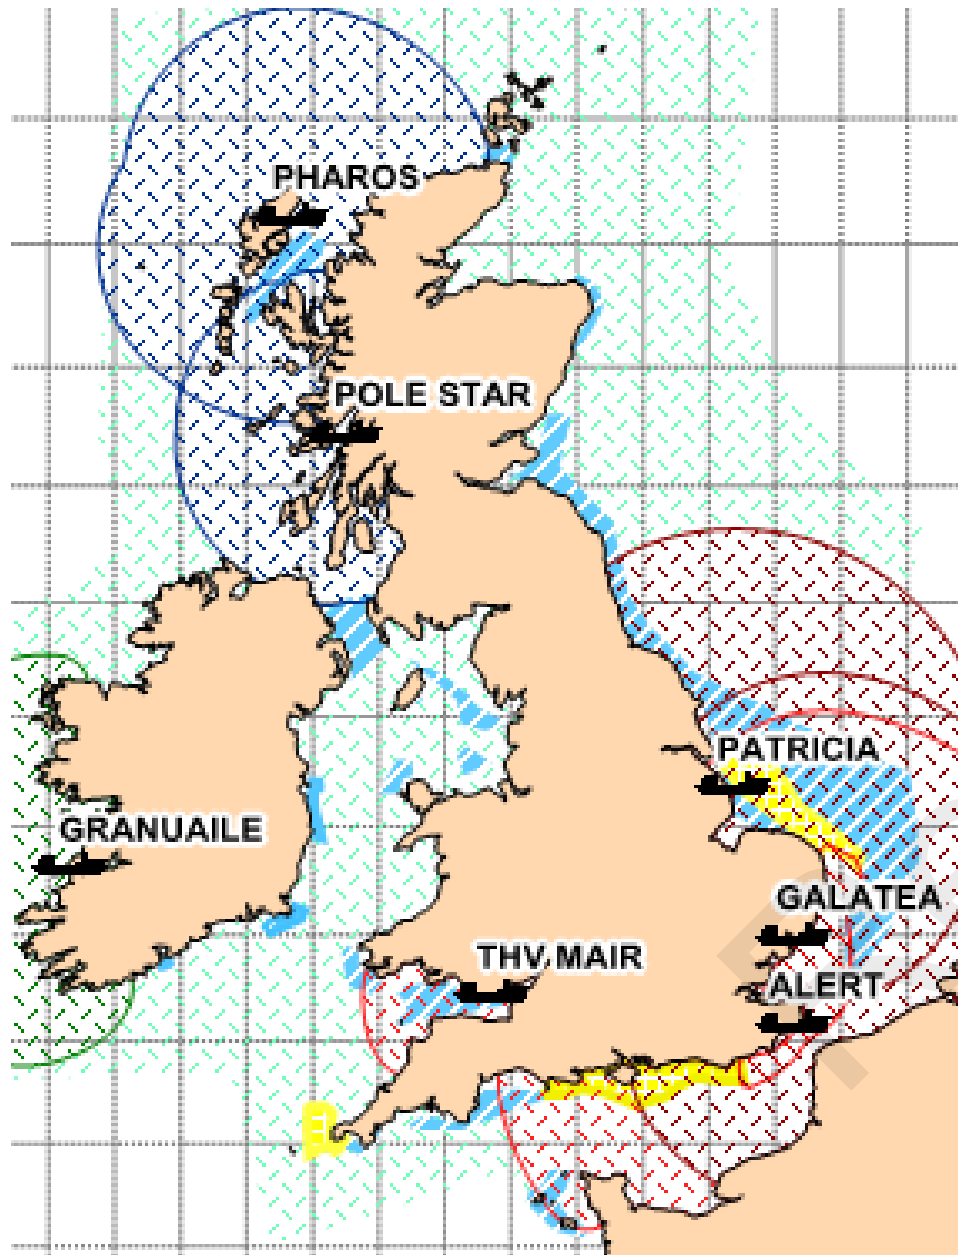 PHAROS
POLE STAR
PATRICIA
GRANUAILE
GALATEA
THV MAIR
ALERT